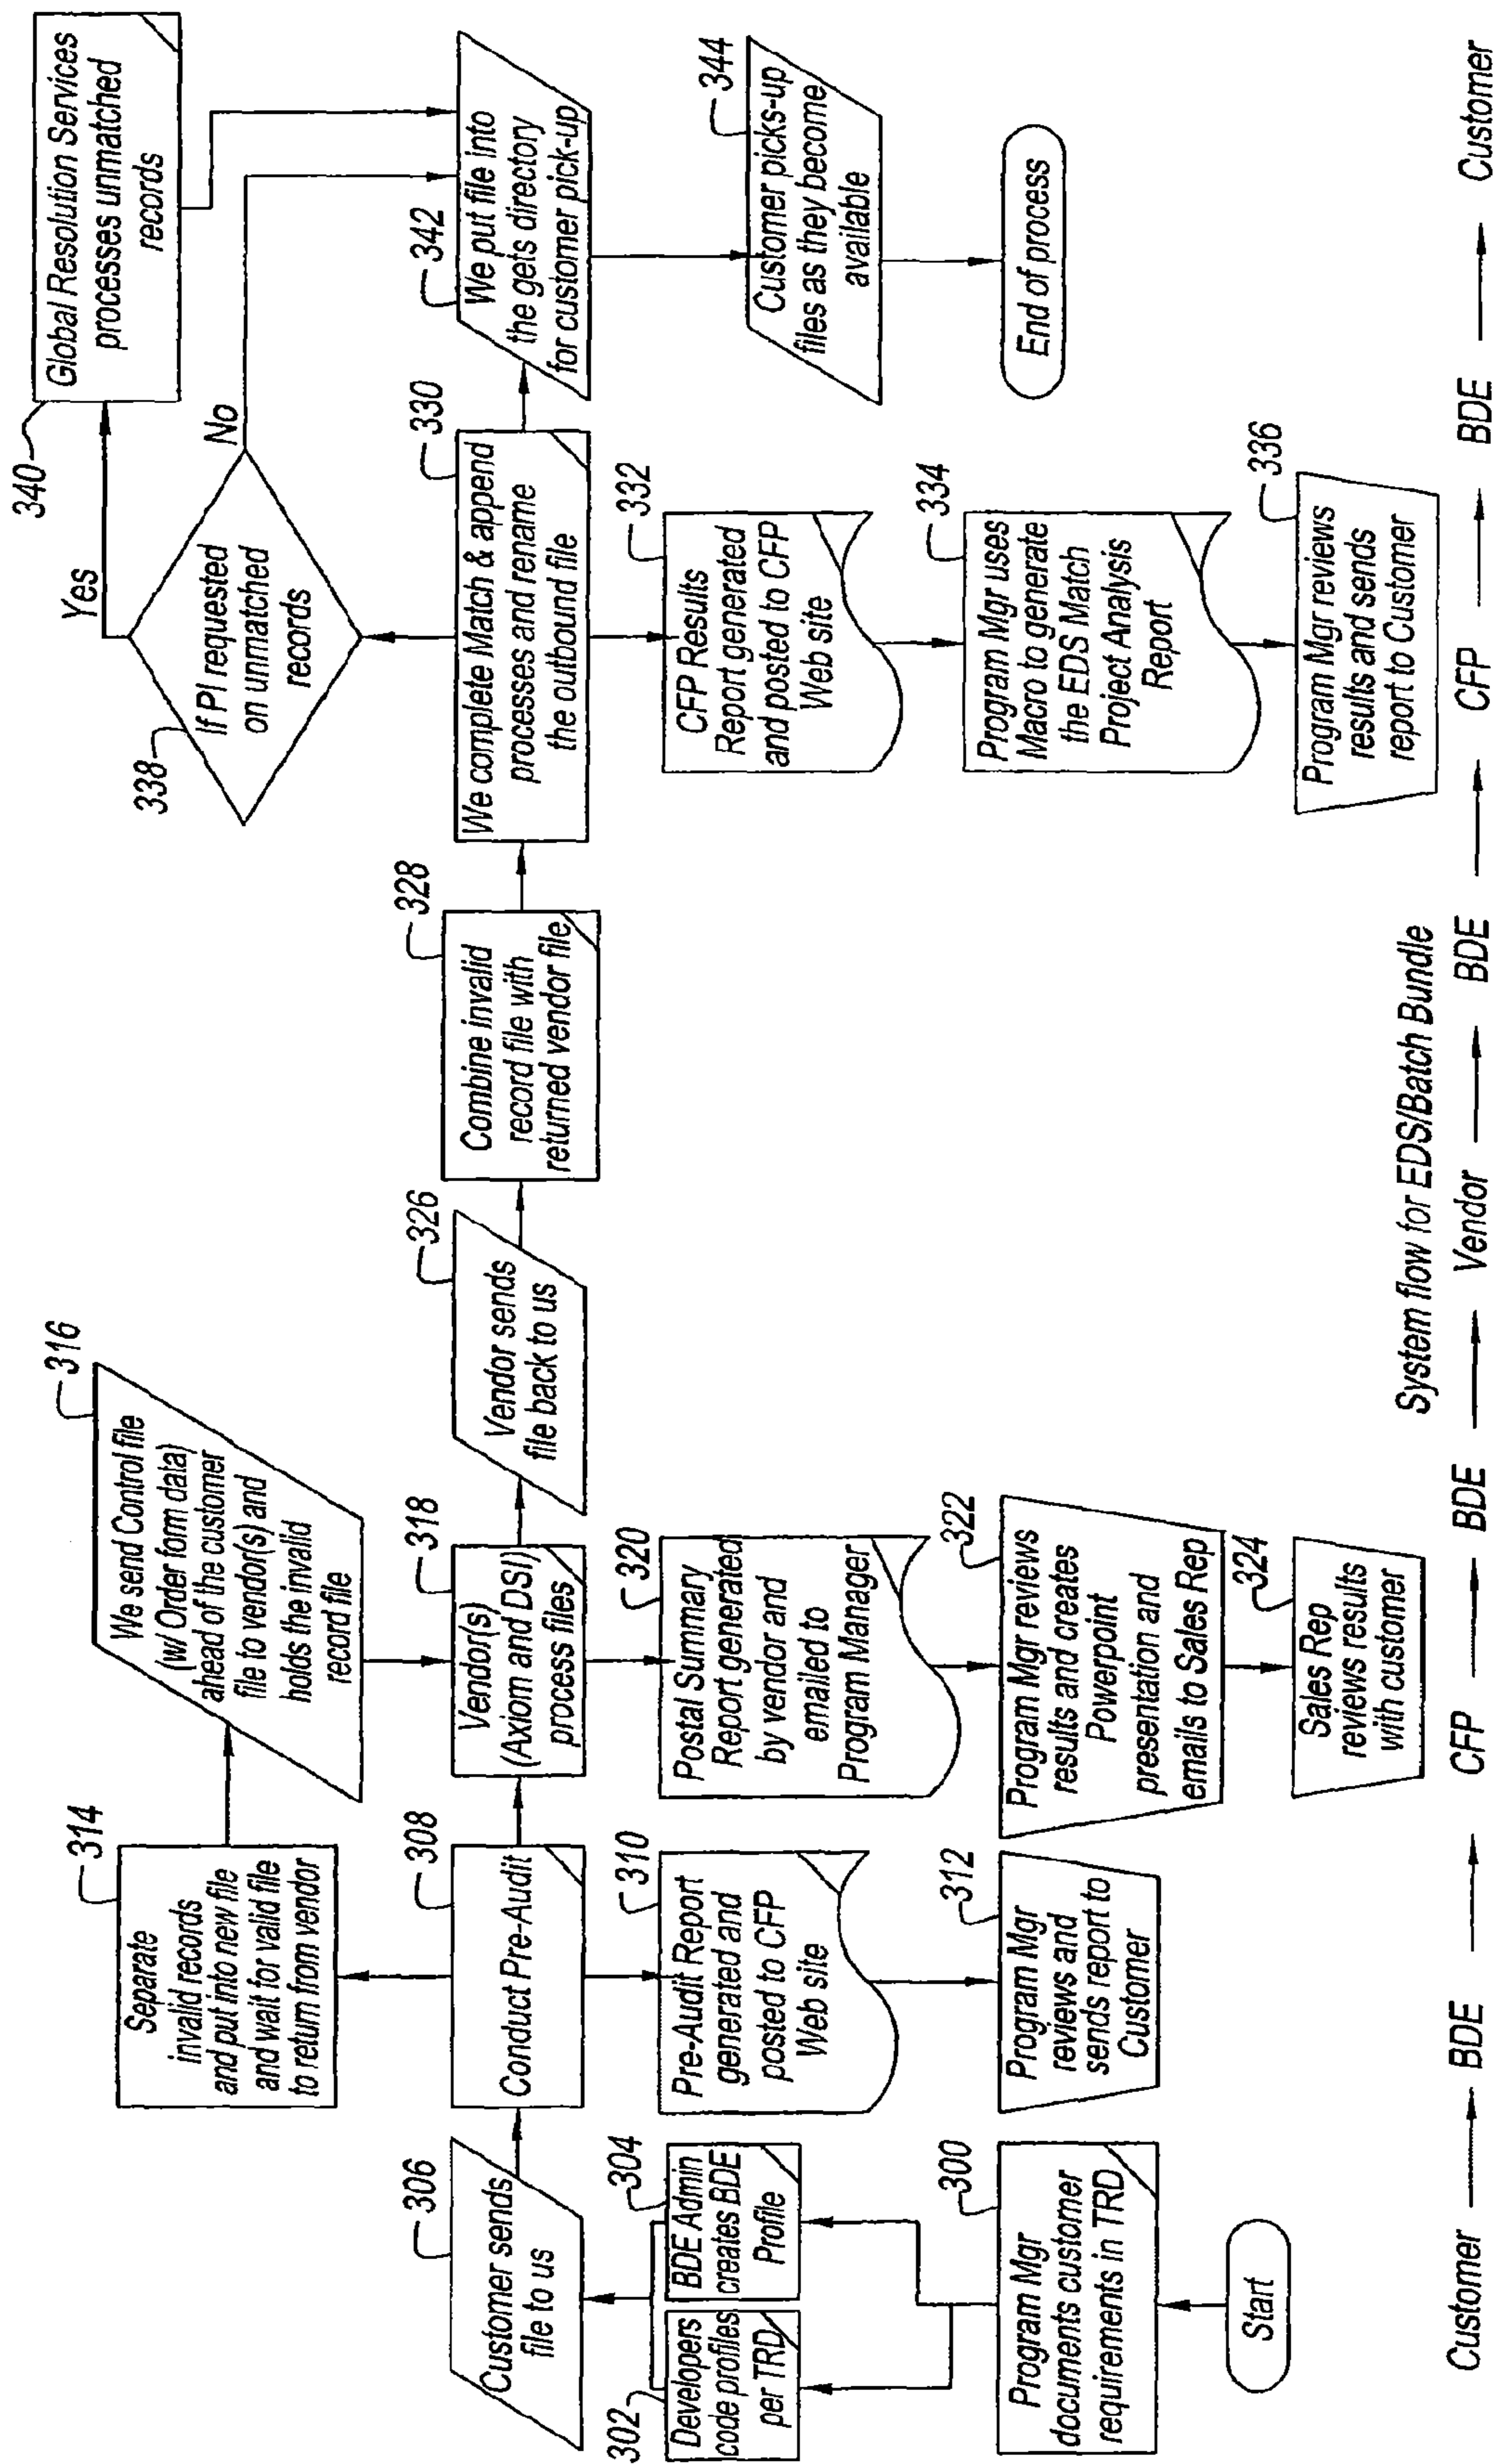 Start
300
Program Mgr
documents customer
requirements in TRD
302
Developers
code profiles
per TRD
304
BDE Admin
creates BDE
Profile
306
Customer sends
file to us
308
Conduct Pre-Audit
310
Pre-Audit Report
generated and
posted to CFP
Web site
312
Program Mgr
reviews and
sends report to
Customer
314
Separate
invalid records
and put into new file
and wait for valid file
to return from vendor
316
We send Control file
(w/ Order form data)
ahead of the customer
file to vendor(s) and
holds the invalid
record file
318
Vendor(s)
(Axiom and DSI)
process files
320
Postal Summary
Report generated
by vendor and
emailed to
Program Manager
322
Program Mgr reviews
results and creates
Powerpoint
presentation and
emails to Sales Rep
324
Sales Rep
reviews results
with customer
326
Vendor sends
file back to us
328
Combine invalid
record file with
returned vendor file
330
We complete Match & append
processes and rename
the outbound file
332
CFP Results
Report generated
and posted to CFP
Web site
334
Program Mgr uses
Macro to generate
the EDS Match
Project Analysis
Report
336
Program Mgr reviews
results and sends
report to Customer
338
If PI requested
on unmatched
records
Yes
No
340
Global Resolution Services
processes unmatched
records
342
We put file into
the gets directory
for customer pick-up
344
Customer picks-up
files as they become
available
End of process
System flow for EDS/Batch Bundle
Customer BDE CFP BDE Vendor BDE CFP BDE Customer